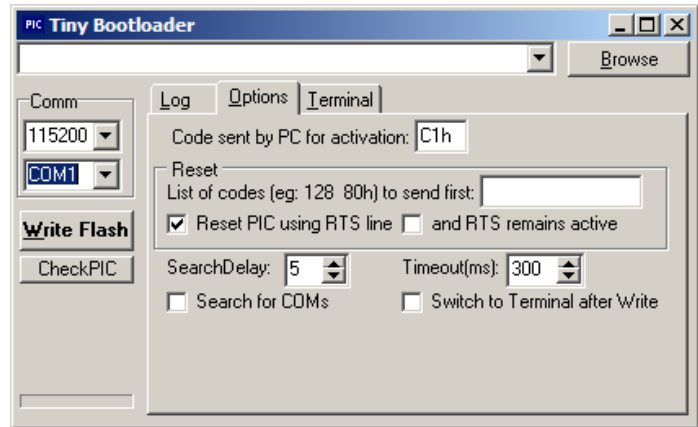 PIC Tiny Bootloader
Browse
Comm
115200
COM1
Write Flash
CheckPIC
Log Options Terminal
Code sent by PC for activation: C1h
Reset
List of codes (eg: 128 80h) to send first:
Reset PIC using RTS line and RTS remains active
SearchDelay: 5 Timeout(ms): 300
Search for COMs Switch to Terminal after Write